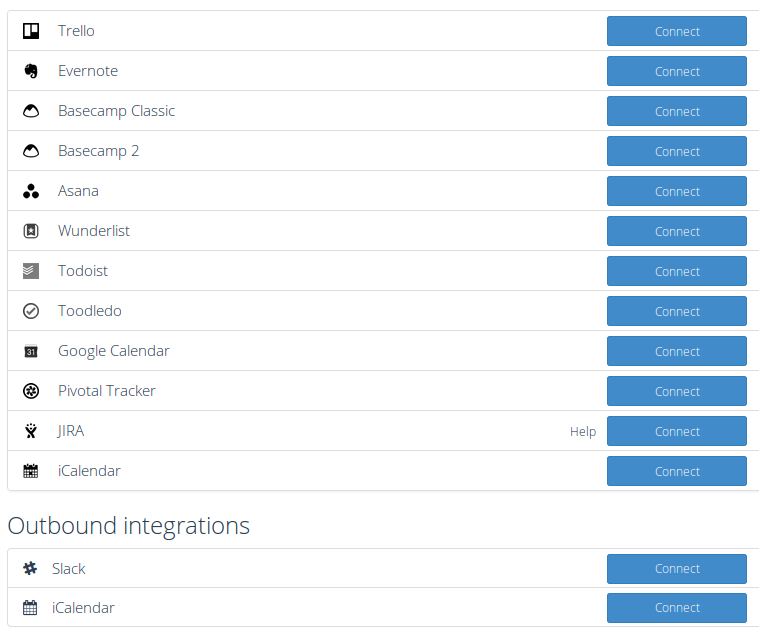 Trello Connect
Evernote Connect
Basecamp Classic Connect
Basecamp 2 Connect
Asana Connect
Wunderlist Connect
Todoist Connect
Toodledo Connect
31 Google Calendar Connect
Pivotal Tracker Connect
JIRA Help Connect
iCalendar Connect
Outbound integrations
Slack Connect
iCalendar Connect